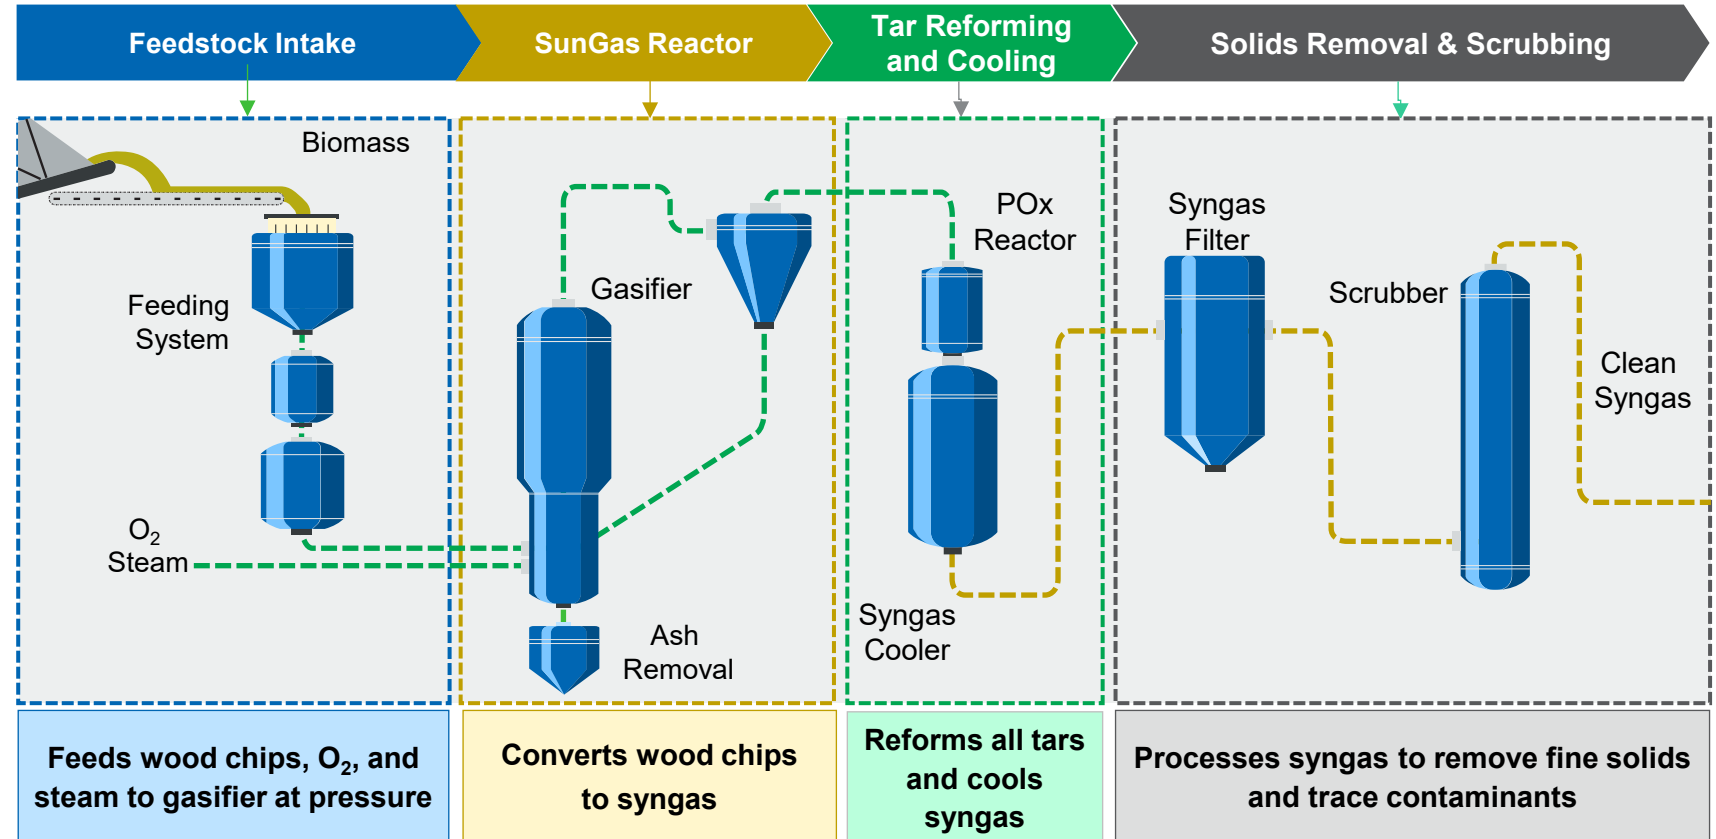 Feedstock Intake
SunGas Reactor
Tar Reforming
and Cooling
Solids Removal & Scrubbing
Biomass
Feeding
System
O₂
Steam
Gasifier
Ash
Removal
POx
Reactor
Syngas
Cooler
Syngas
Filter
Scrubber
Clean
Syngas
Feeds wood chips, O₂, and
steam to gasifier at pressure
Converts wood chips
to syngas
Reforms all tars
and cools
syngas
Processes syngas to remove fine solids
and trace contaminants